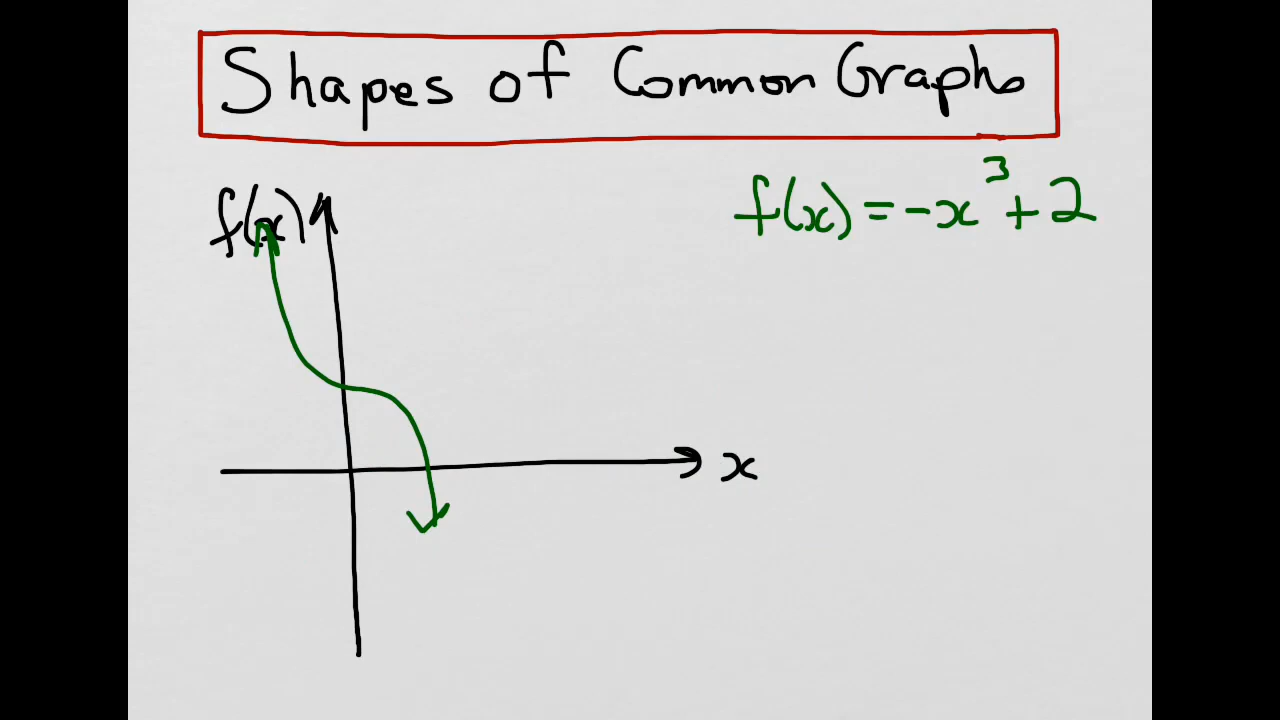 Shapes of Common Graphs
f(x) = -x³ + 2
f(x)
x